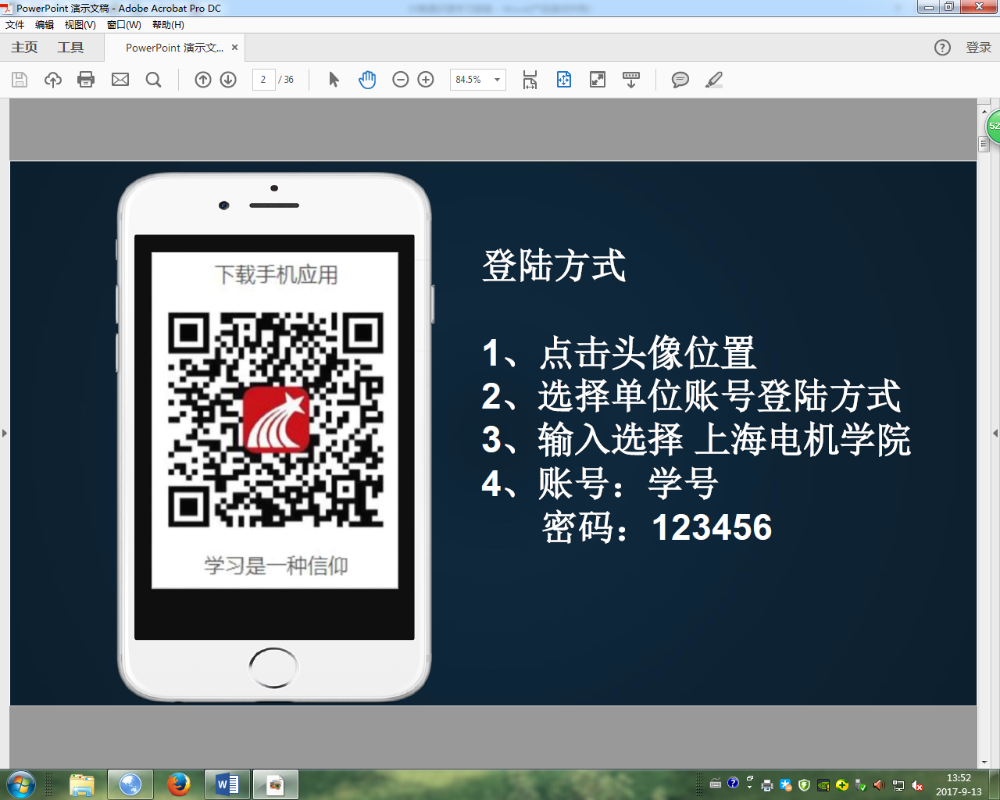 PowerPoint 演示文稿 - Adobe Acrobat Pro DC
文件 编辑 视图(V) 窗口(W) 帮助(H)
主页 工具 PowerPoint 演示文... × 登录
2 / 36 84.5%
52
下载手机应用
学习是一种信仰
登陆方式
1、点击头像位置
2、选择单位账号登陆方式
3、输入选择 上海电机学院
4、账号：学号
密码：123456
13:52
2017-9-13